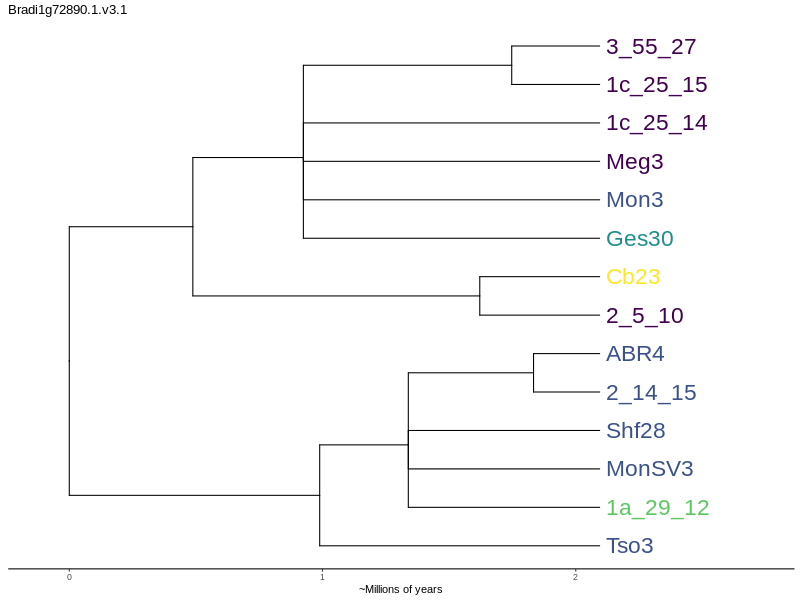 Bradi1g72890.1.v3.1
3_55_27
1c_25_15
1c_25_14
Meg3
Mon3
Ges30
Cb23
2_5_10
ABR4
2_14_15
Shf28
MonSV3
1a_29_12
Tso3
0 1 2
~Millions of years